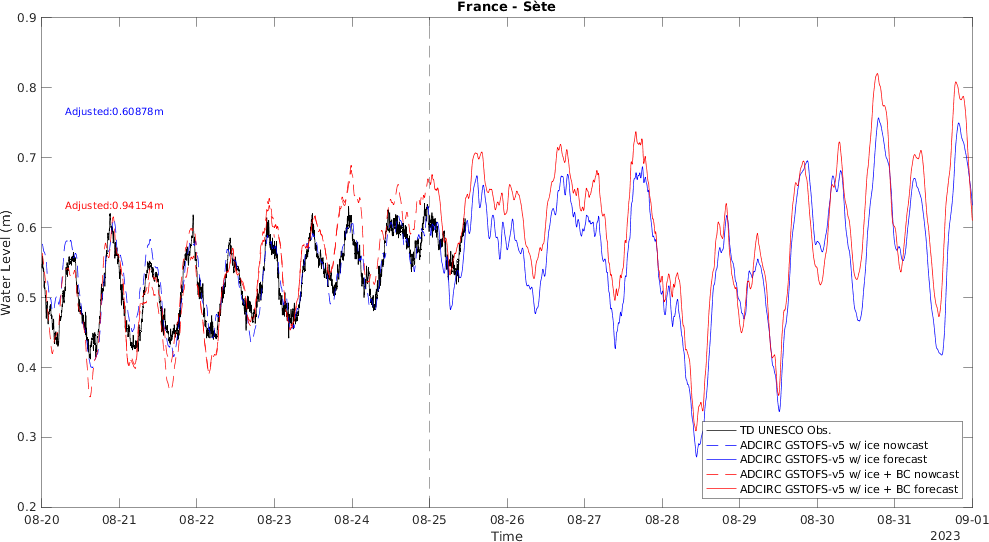 France - Sète
0.9
0.8
0.7
0.6
0.5
0.4
0.3
0.2
Water Level (m)
Adjusted:0.60878m
Adjusted:0.94154m
TD UNESCO Obs.
ADCIRC GSTOFS-v5 w/ ice nowcast
ADCIRC GSTOFS-v5 w/ ice forecast
ADCIRC GSTOFS-v5 w/ ice + BC nowcast
ADCIRC GSTOFS-v5 w/ ice + BC forecast
08-20 08-21 08-22 08-23 08-24 08-25 08-26 08-27 08-28 08-29 08-30 08-31 09-01
Time
2023